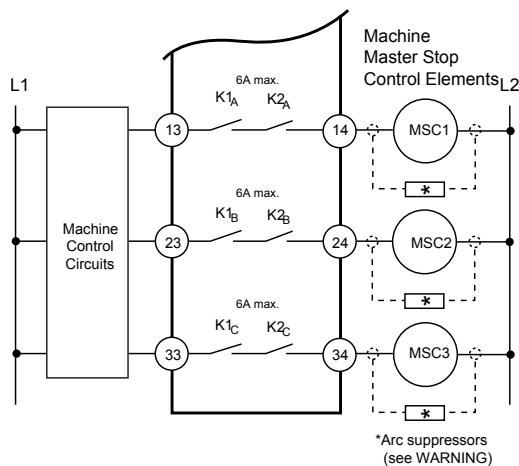 Machine
Master Stop
Control Elements
L1
L2
6A max.
K1A K2A
13
14
MSC1
*
6A max.
K1B K2B
Machine
Control
Circuits
23
24
MSC2
*
6A max.
K1C K2C
33
34
MSC3
*
*Arc suppressors
(see WARNING)